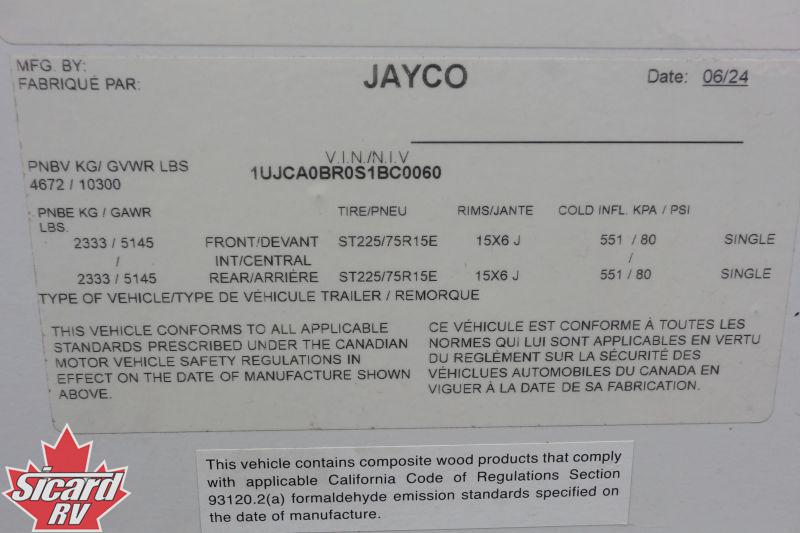 MFG. BY: JAYCO Date: 06/24
FABRIQUÉ PAR:
V.I.N./N.I.V
PNBV KG/ GVWR LBS 1UJCA0BR0S1BC0060
4672 / 10300
PNBE KG / GAWR TIRE/PNEU RIMS/JANTE COLD INFL. KPA / PSI
LBS.
2333 / 5145 FRONT/DEVANT ST225/75R15E 15X6 J 551 / 80 SINGLE
/ INT/CENTRAL /
2333 / 5145 REAR/ARRIÈRE ST225/75R15E 15X6 J 551 / 80 SINGLE
TYPE OF VEHICLE/TYPE DE VÉHICULE TRAILER / REMORQUE
THIS VEHICLE CONFORMS TO ALL APPLICABLE
STANDARDS PRESCRIBED UNDER THE CANADIAN
MOTOR VEHICLE SAFETY REGULATIONS IN
EFFECT ON THE DATE OF MANUFACTURE SHOWN
ABOVE.
CE VÉHICULE EST CONFORME À TOUTES LES
NORMES QUI LUI SONT APPLICABLES EN VERTU
DU REGLÉMENT SUR LA SÉCURITÉ DES
VÉHICLUES AUTOMOBILES DU CANADA EN
VIGUER À LA DATE DE SA FABRICATION.
This vehicle contains composite wood products that comply
with applicable California Code of Regulations Section
93120.2(a) formaldehyde emission standards specified on
the date of manufacture.
Sicard
RV